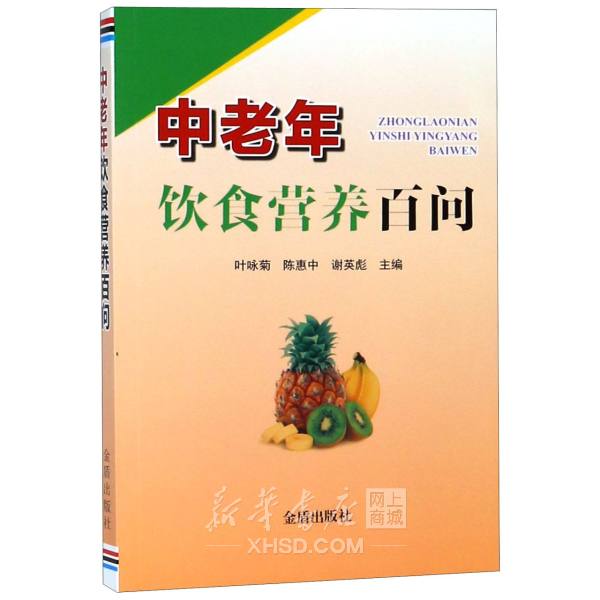 中老年
ZHONGLAONIAN
YINSHI YINGYANG
BAIWEN
饮食营养百问
叶咏菊 陈惠中 谢英彪 主编
金盾出版社
中老年饮食营养百问
金盾出版社
新华书店
网上
商城
XHSD.COM